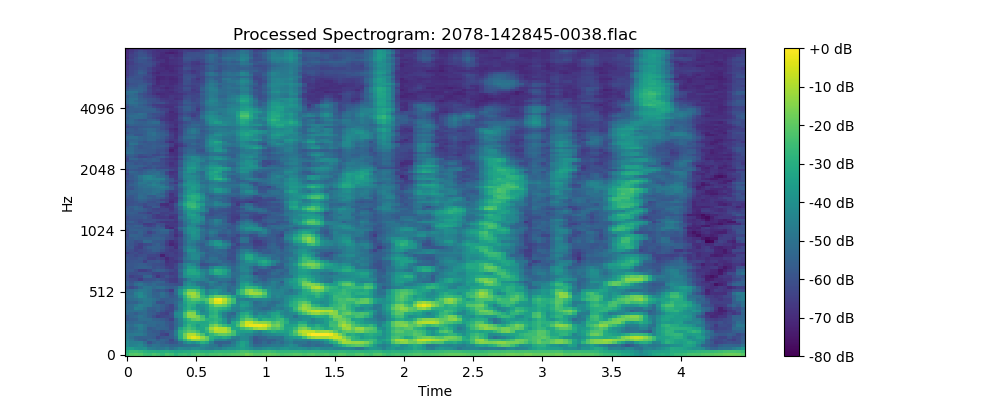 Processed Spectrogram: 2078-142845-0038.flac
+0 dB
4096
-10 dB
-20 dB
2048
-30 dB
Hz
-40 dB
1024
-50 dB
512
-60 dB
-70 dB
0
-80 dB
0 0.5 1 1.5 2 2.5 3 3.5 4
Time